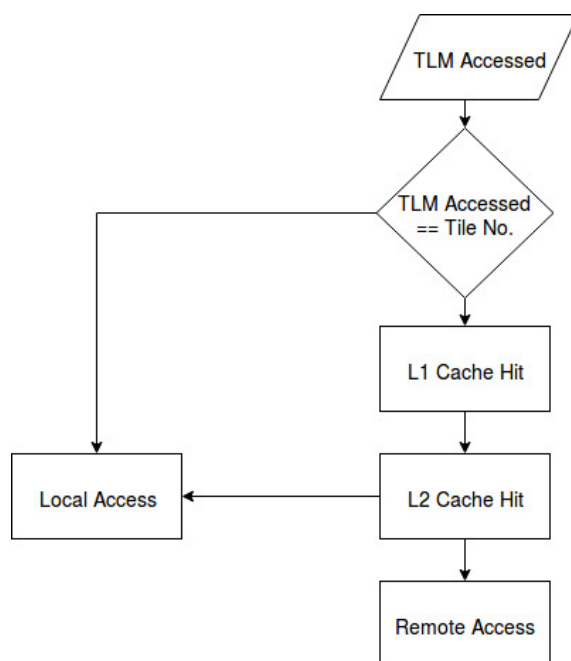 TLM Accessed
TLM Accessed
== Tile No.
L1 Cache Hit
Local Access
L2 Cache Hit
Remote Access